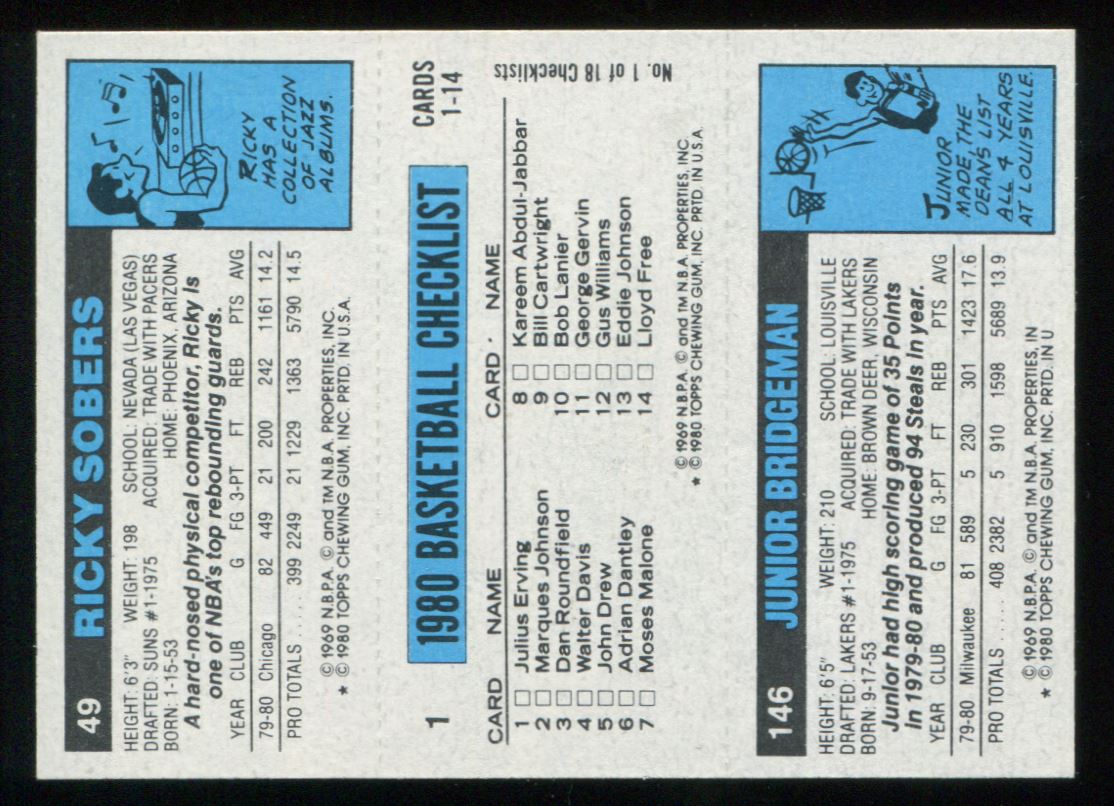 49 RICKY SOBERS
HEIGHT: 6'3" WEIGHT: 198 SCHOOL: NEVADA (LAS VEGAS)
DRAFTED: SUNS #1-1975 ACQUIRED: TRADE WITH PACERS
BORN: 1-15-53 HOME: PHOENIX, ARIZONA
A hard-nosed physical competitor, Ricky is
one of NBA's top rebounding guards.
YEAR CLUB G FG 3-PT FT REB PTS AVG
79-80 Chicago 82 449 21 200 242 1161 14.2
PRO TOTALS .... 399 2249 21 1229 1363 5790 14.5
© 1969 N.B.P.A. © and TM N.B.A. PROPERTIES, INC.
★ © 1980 TOPPS CHEWING GUM, INC. PRTD. IN U.S.A.
RICKY
HAS A
COLLECTION
OF JAZZ
ALBUMS.
1 1980 BASKETBALL CHECKLIST CARDS
1-14
CARD NAME CARD · NAME
1 □ Julius Erving 8 □ Kareem Abdul-Jabbar
2 □ Marques Johnson 9 □ Bill Cartwright
3 □ Dan Roundfield 10 □ Bob Lanier
4 □ Walter Davis 11 □ George Gervin
5 □ John Drew 12 □ Gus Williams
6 □ Adrian Dantley 13 □ Eddie Johnson
7 □ Moses Malone 14 □ Lloyd Free
No. 1 of 18 Checklists
© 1969 N.B.P.A. © and TM N.B.A. PROPERTIES, INC.
★ © 1980 TOPPS CHEWING GUM, INC. PRTD. IN U.S.A.
146 JUNIOR BRIDGEMAN
HEIGHT: 6'5" WEIGHT: 210 SCHOOL: LOUISVILLE
DRAFTED: LAKERS #1-1975 ACQUIRED: TRADE WITH LAKERS
BORN: 9-17-53 HOME: BROWN DEER, WISCONSIN
Junior had high scoring game of 35 Points
in 1979-80 and produced 94 Steals in year.
YEAR CLUB G FG 3-PT FT REB PTS AVG
79-80 Milwaukee 81 589 5 230 301 1423 17.6
PRO TOTALS ..... 408 2382 5 910 1598 5689 13.9
© 1969 N.B.P.A. © and TM N.B.A. PROPERTIES, IN
★ © 1980 TOPPS CHEWING GUM, INC. PRTD. IN U
JUNIOR
MADE THE
DEANS LIST
ALL 4 YEARS
AT LOUISVILLE.